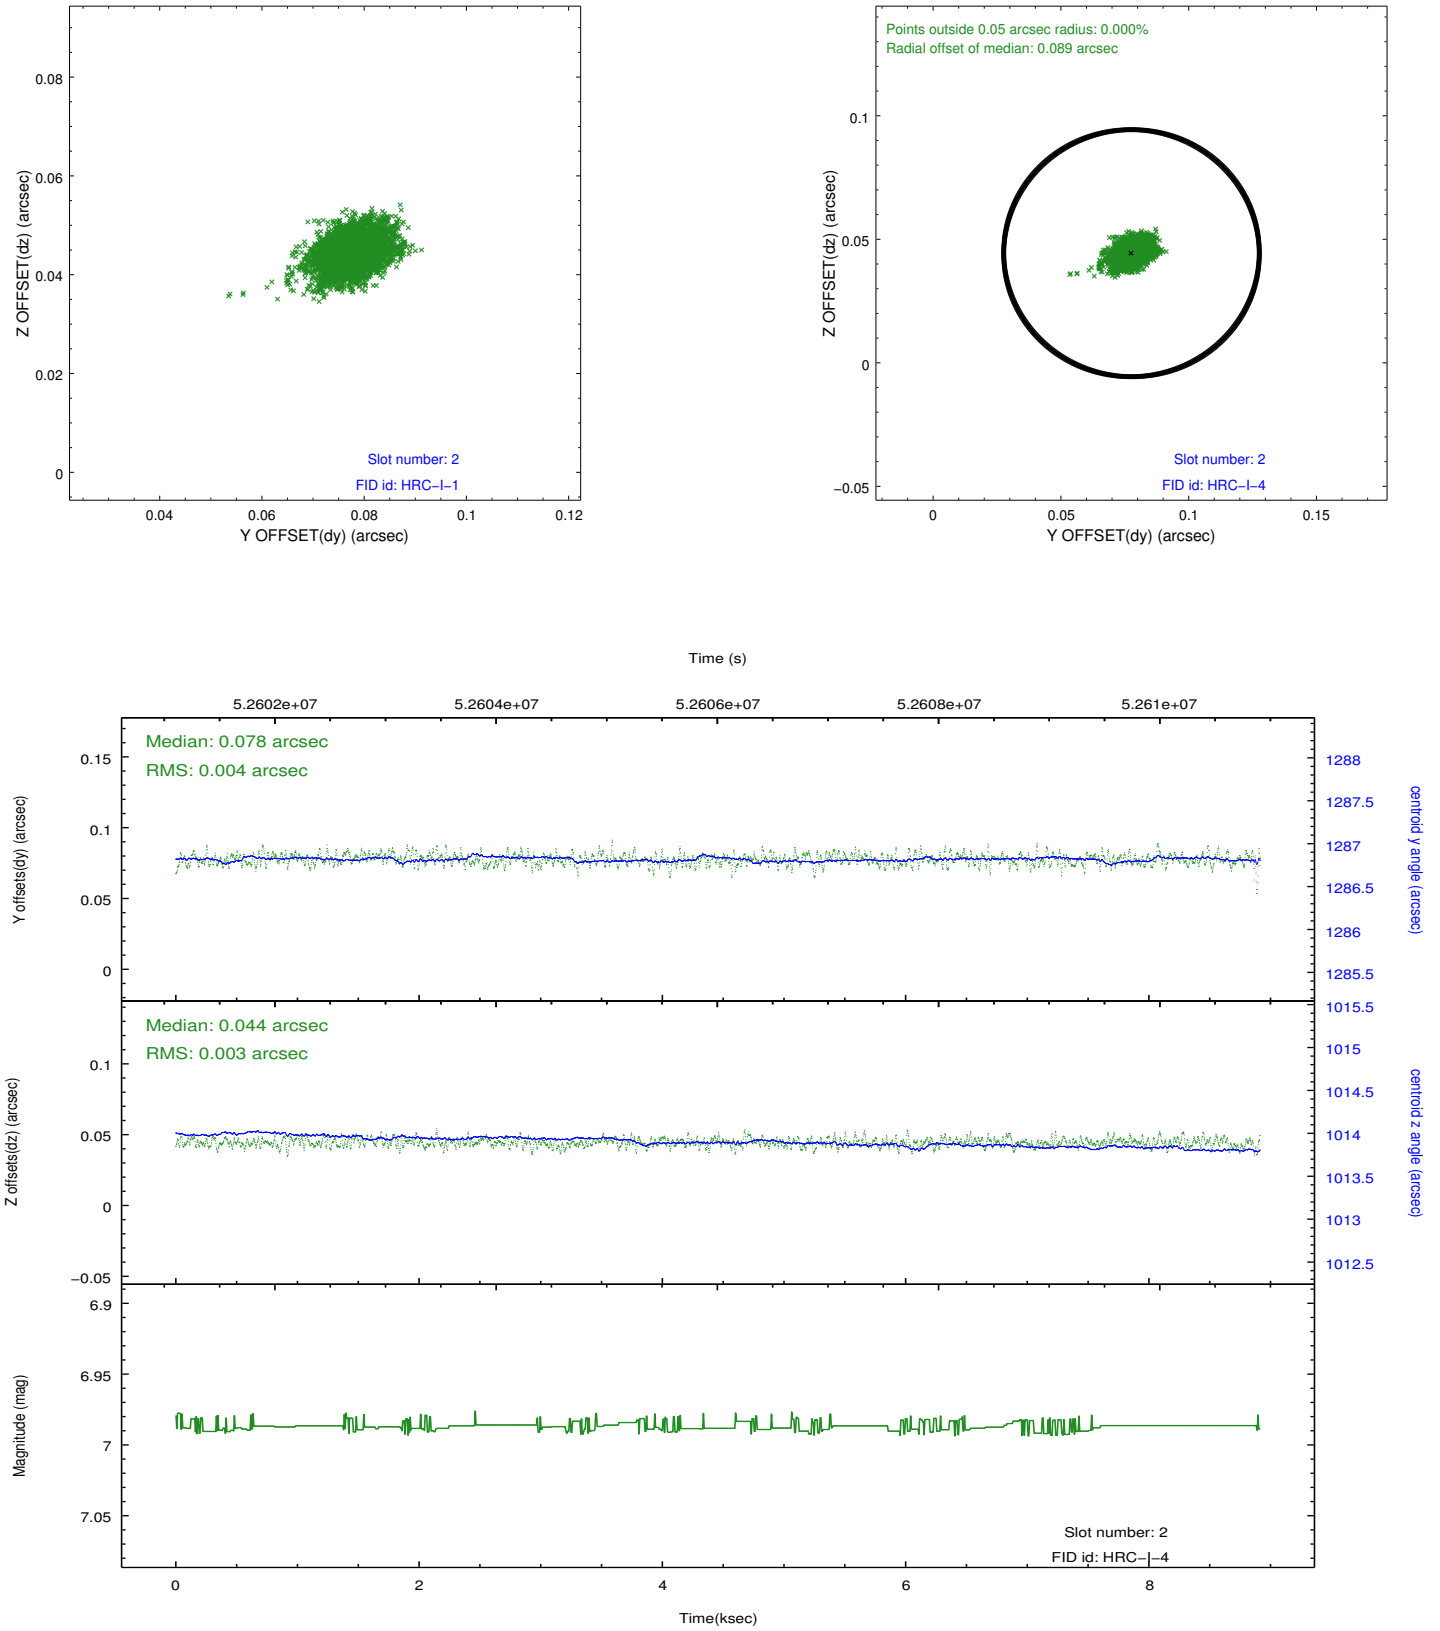 0.08
0.06
0.04
0.02
0
Z OFFSET(dz) (arcsec)
Slot number: 2
FID id: HRC−I−1
0.04
0.06
0.08
0.1
0.12
Y OFFSET(dy) (arcsec)
Points outside 0.05 arcsec radius: 0.000%
Radial offset of median: 0.089 arcsec
0.1
0.05
0
−0.05
Z OFFSET(dz) (arcsec)
Slot number: 2
FID id: HRC−I−4
0
0.05
0.1
0.15
Y OFFSET(dy) (arcsec)
Time (s)
5.2602e+07
5.2604e+07
5.2606e+07
5.2608e+07
5.261e+07
Median: 0.078 arcsec
RMS: 0.004 arcsec
0.15
0.1
0.05
0
Y offsets(dy) (arcsec)
1288
1287.5
1287
1286.5
1286
1285.5
centroid y angle (arcsec)
Median: 0.044 arcsec
RMS: 0.003 arcsec
0.1
0.05
0
−0.05
Z offsets(dz) (arcsec)
1015.5
1015
1014.5
1014
1013.5
1013
1012.5
centroid z angle (arcsec)
6.9
6.95
7
7.05
Magnitude (mag)
Slot number: 2
FID id: HRC−I−4
0
2
4
6
8
Time(ksec)